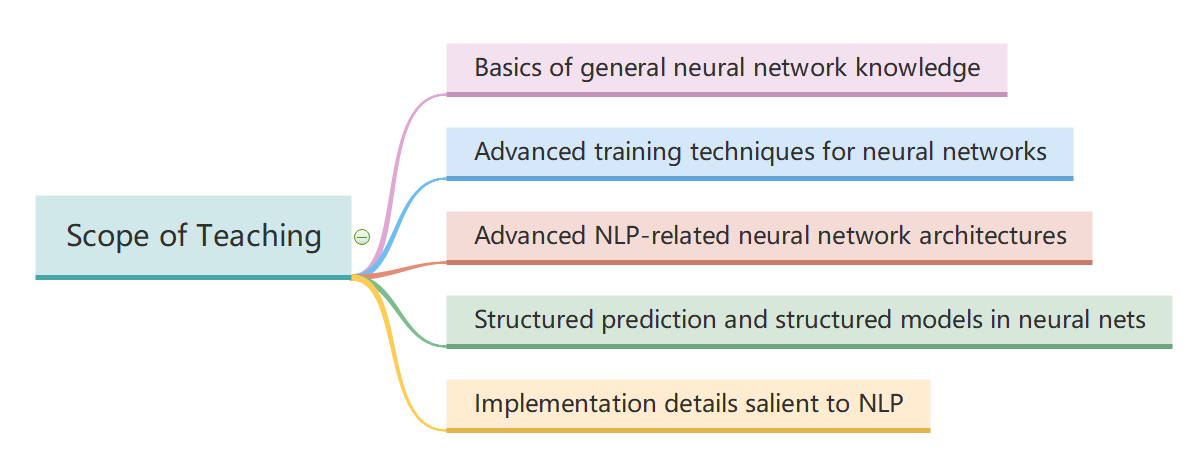 Scope of Teaching
Basics of general neural network knowledge
Advanced training techniques for neural networks
Advanced NLP-related neural network architectures
Structured prediction and structured models in neural nets
Implementation details salient to NLP